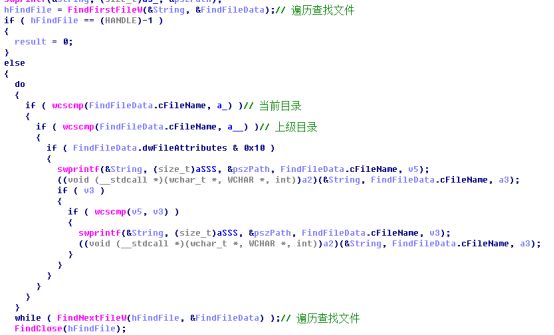 swprintf(&String, (size_t)aS_, &pszPath);
hFindFile = FindFirstFileW(&String, &FindFileData);// 遍历查找文件
if ( hFindFile == (HANDLE)-1 )
{
result = 0;
}
else
{
do
{
if ( wcscmp(FindFileData.cFileName, a_) )// 当前目录
{
if ( wcscmp(FindFileData.cFileName, a__) )// 上级目录
{
if ( FindFileData.dwFileAttributes & 0x10 )
{
swprintf(&String, (size_t)aSSS, &pszPath, FindFileData.cFileName, v5);
((void (__stdcall *)(wchar_t *, WCHAR *, int))a2)(&String, FindFileData.cFileName, a3);
if ( v3 )
{
if ( wcscmp(v5, v3) )
{
swprintf(&String, (size_t)aSSS, &pszPath, FindFileData.cFileName, v3);
((void (__stdcall *)(wchar_t *, WCHAR *, int))a2)(&String, FindFileData.cFileName, a3);
}
}
}
}
}
}
while ( FindNextFileW(hFindFile, &FindFileData) );// 遍历查找文件
FindClose(hFindFile);